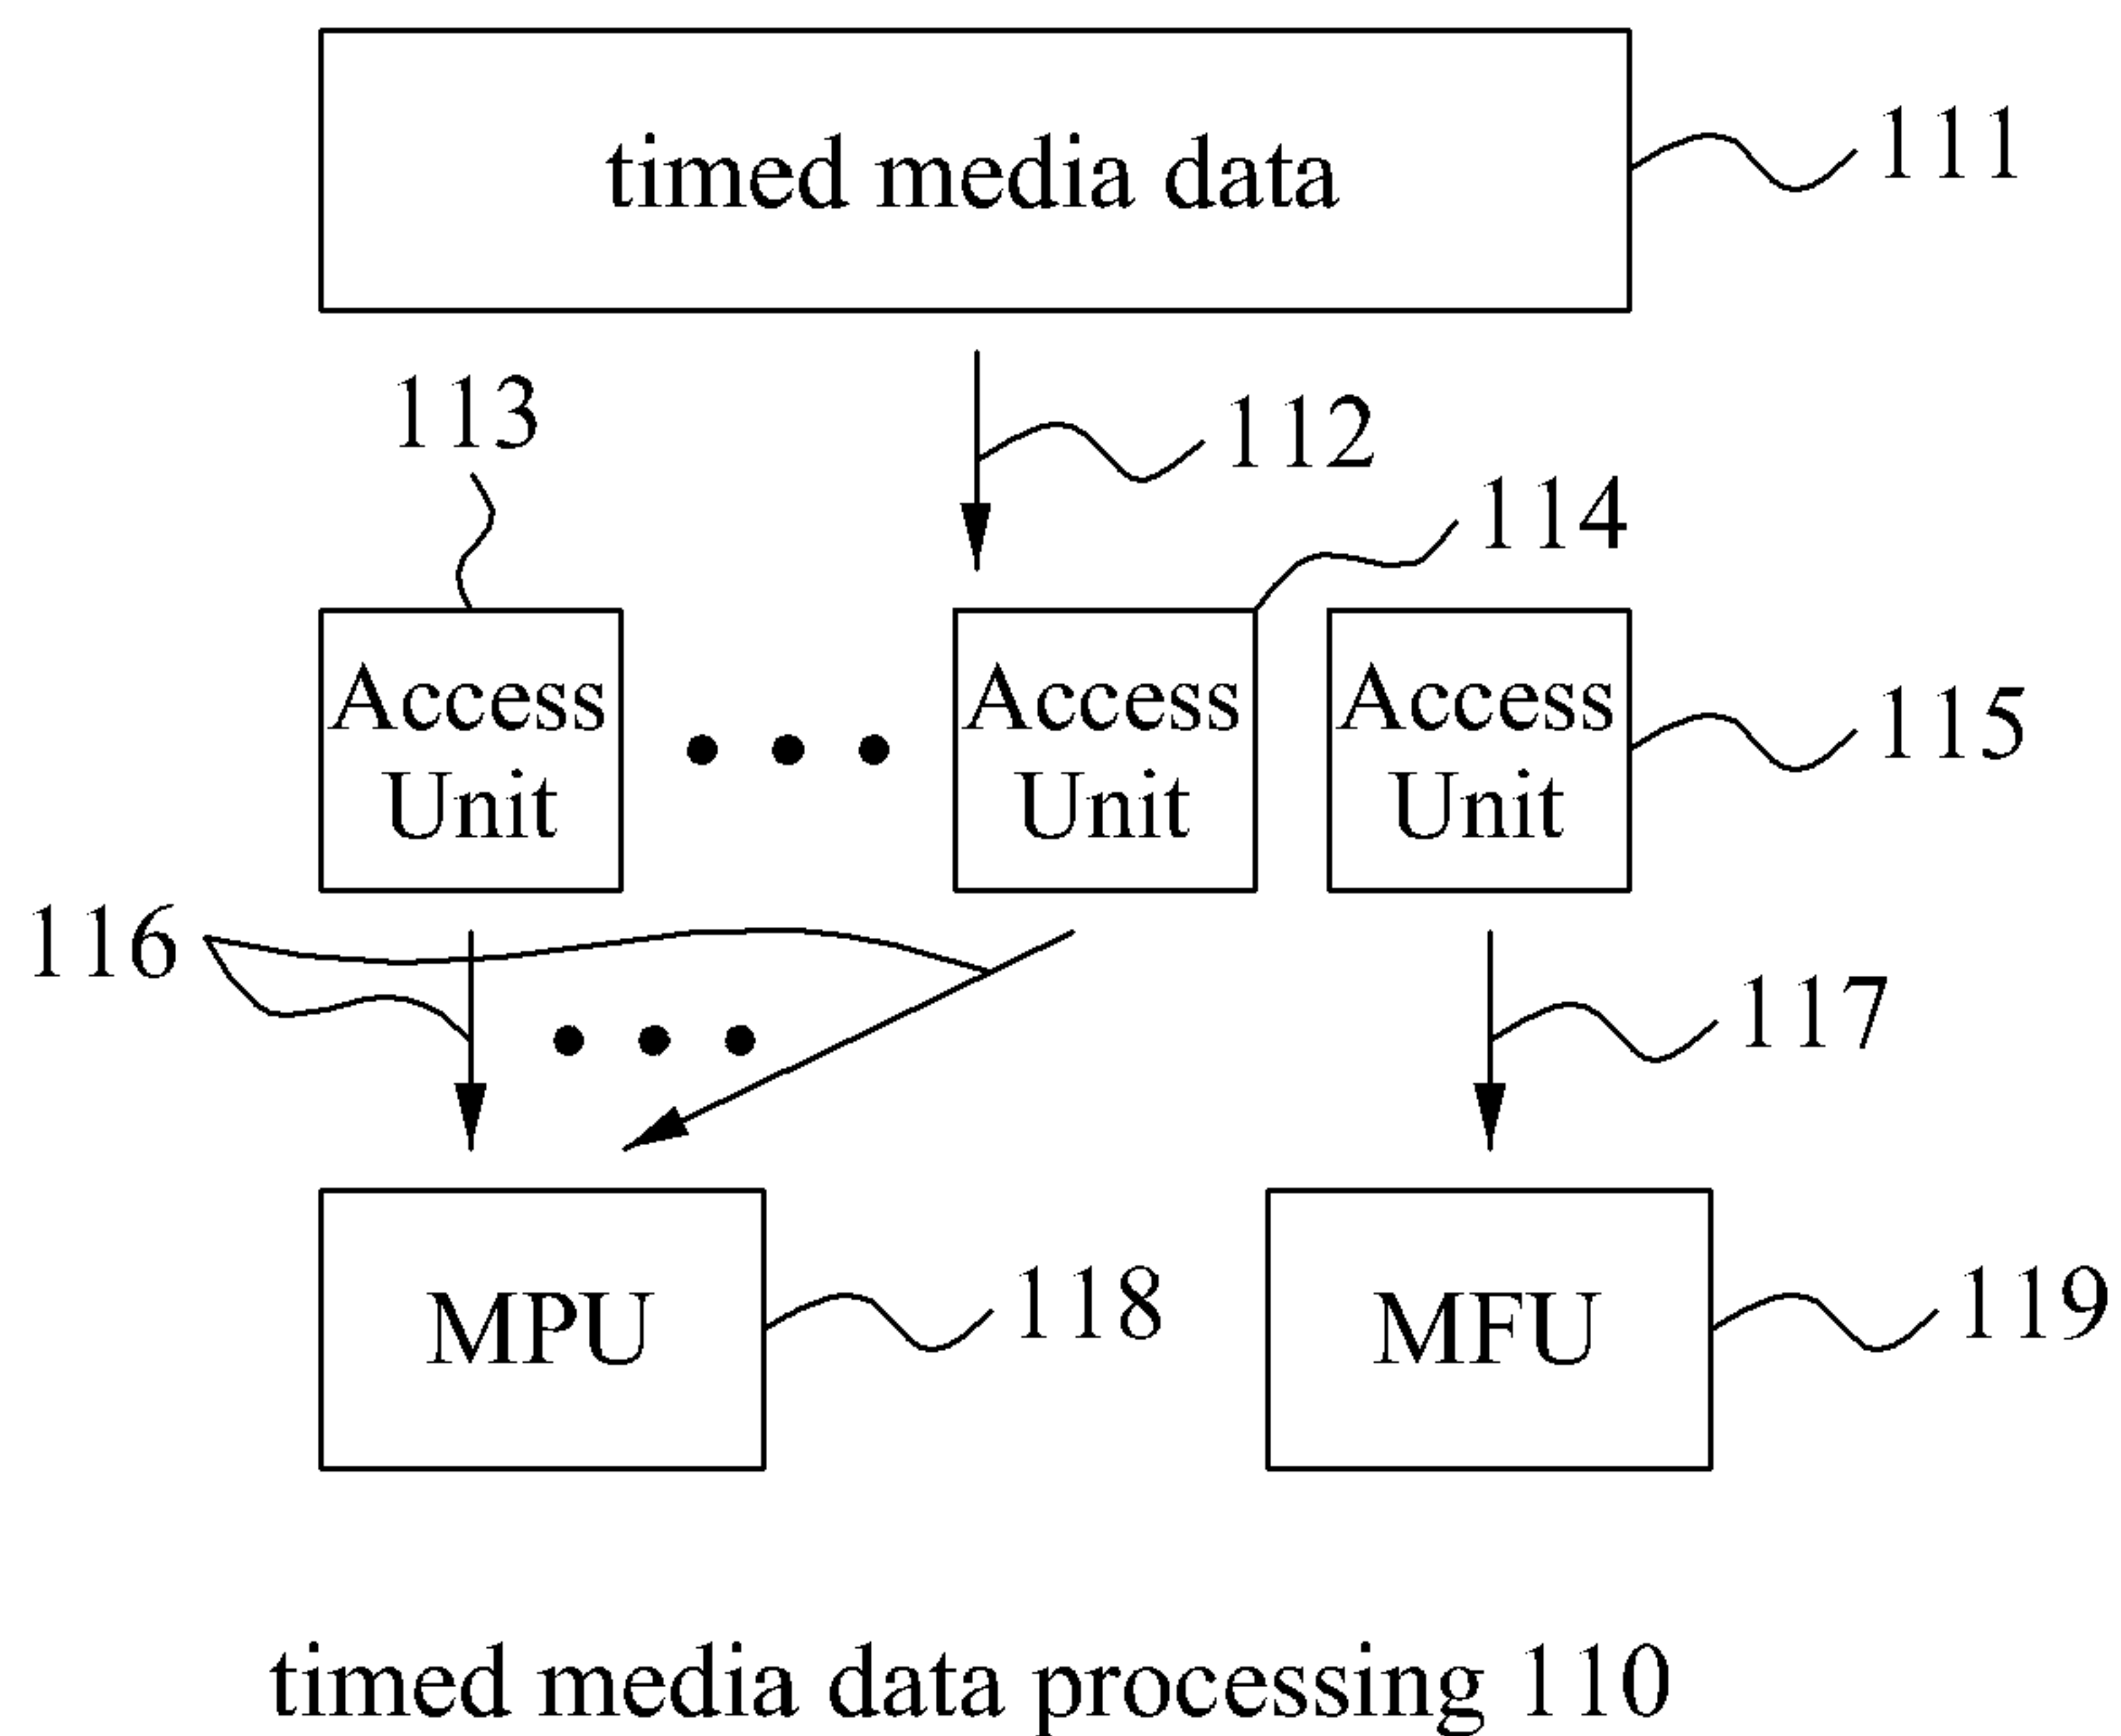 timed media data
111
113
112
114
Access
Unit
Access
Unit
Access
Unit
115
116
117
MPU
118
MFU
119
timed media data processing 110